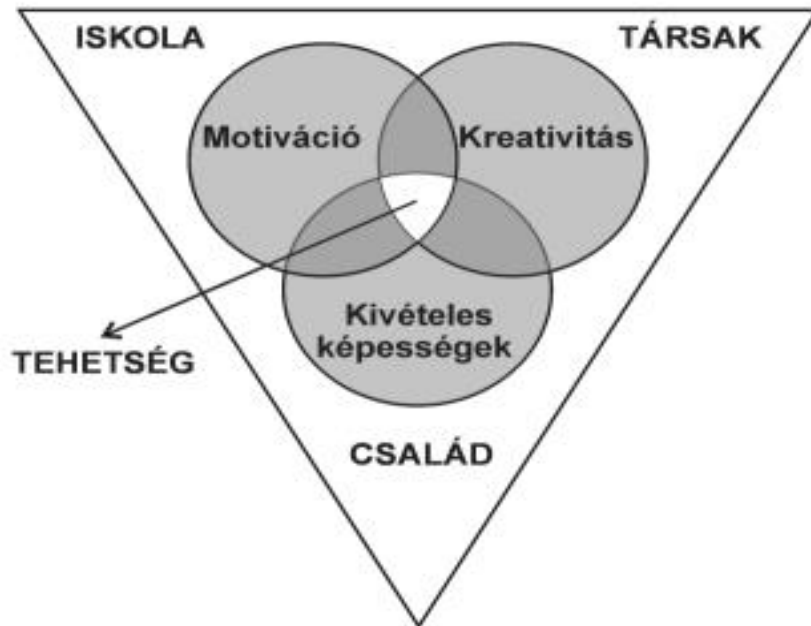 ISKOLA
TÁRSAK
Motiváció
Kreativitás
Kivételes
képességek
TEHETSÉG
CSALÁD